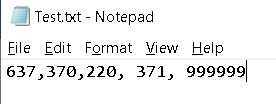 Test.txt - Notepad
File Edit Format View Help
637,370,220, 371, 999999